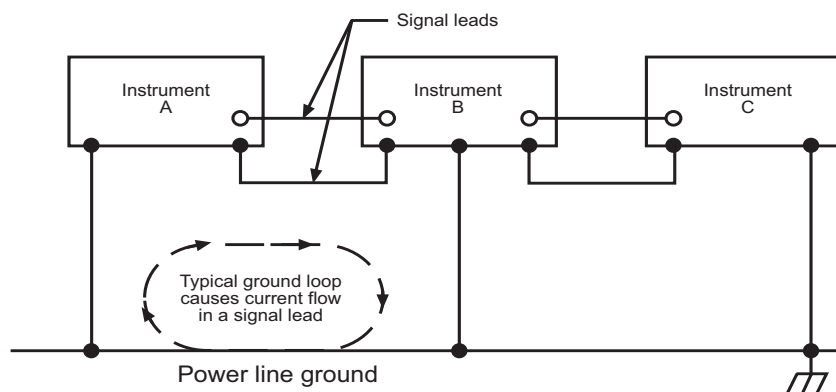 Signal leads
Instrument
A
Instrument
B
Instrument
C
Typical ground loop
causes current flow
in a signal lead
Power line ground